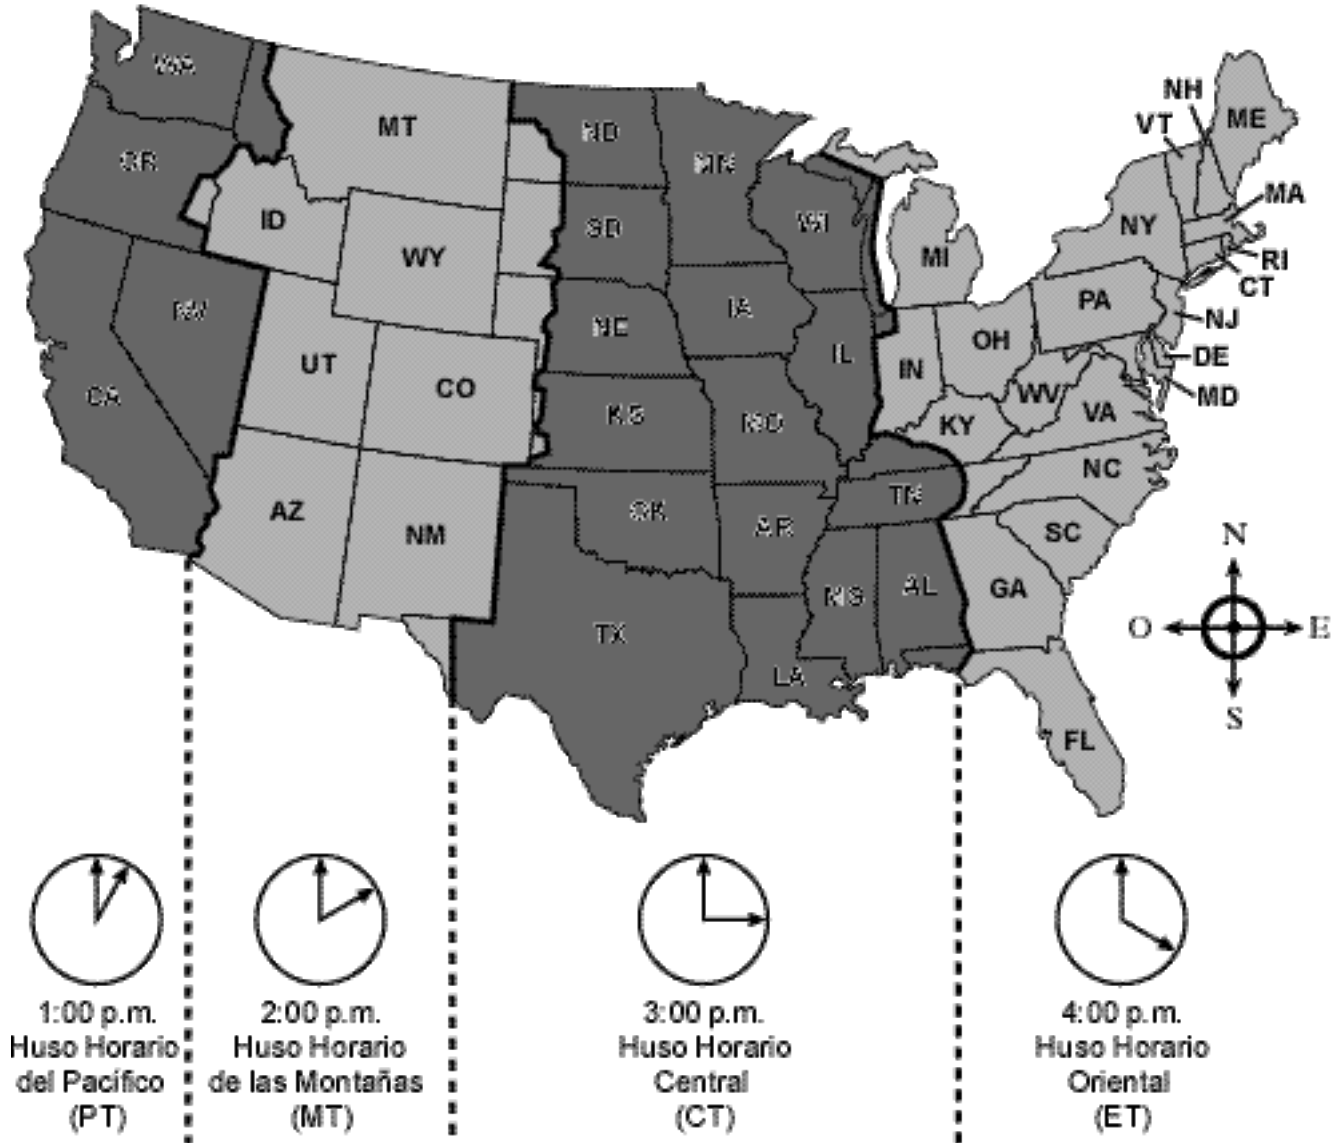 WA
MT
ND
MN
OR
ID
SD
WI
MI
NH
VT
ME
MA
NY
RI
CT
WY
NV
NE
IA
PA
NJ
UT
CO
IL
IN
OH
DE
WV
MD
CA
KS
MO
KY
VA
NC
AZ
NM
OK
AR
TN
SC
N
MS
AL
GA
O
E
TX
LA
S
FL
1:00 p.m.
Huso Horario
del Pacífico
(PT)
2:00 p.m.
Huso Horario
de las Montañas
(MT)
3:00 p.m.
Huso Horario
Central
(CT)
4:00 p.m.
Huso Horario
Oriental
(ET)